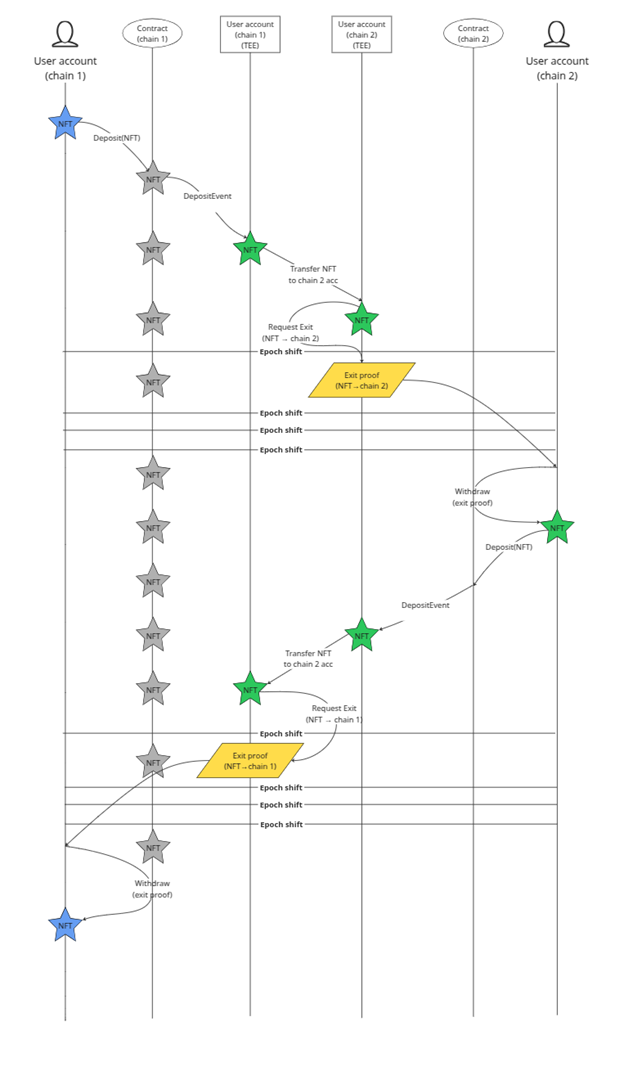 User account
(chain 1)
Contract
(chain 1)
User account
(chain 1)
(TEE)
User account
(chain 2)
(TEE)
Contract
(chain 2)
User account
(chain 2)
NFT
Deposit(NFT)
NFT
DepositEvent
NFT
NFT
Transfer NFT
to chain 2 acc
NFT
NFT
Request Exit
(NFT → chain 2)
Epoch shift
NFT
Exit proof
(NFT→chain 2)
Epoch shift
Epoch shift
Epoch shift
NFT
Withdraw
(exit proof)
NFT
NFT
Deposit(NFT)
NFT
DepositEvent
NFT
NFT
Transfer NFT
to chain 2 acc
NFT
NFT
Request Exit
(NFT → chain 1)
Epoch shift
NFT
Exit proof
(NFT→chain 1)
Epoch shift
Epoch shift
Epoch shift
NFT
Withdraw
(exit proof)
NFT